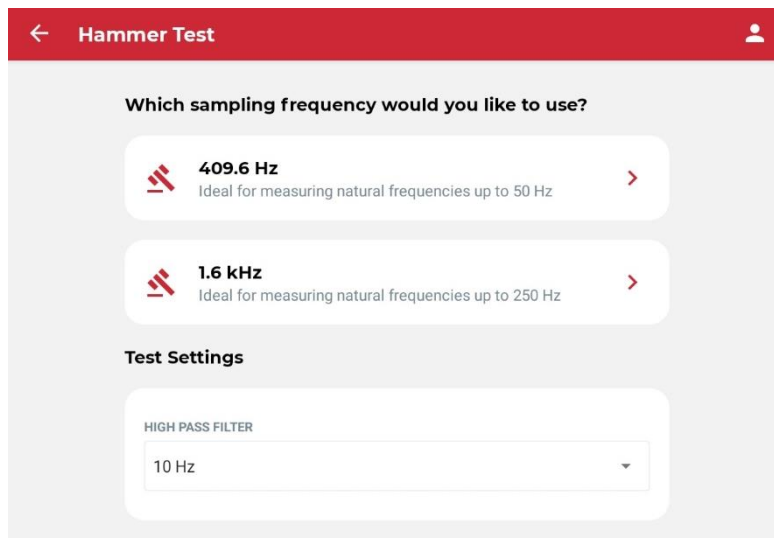 Hammer Test
Which sampling frequency would you like to use?
409.6 Hz
Ideal for measuring natural frequencies up to 50 Hz
1.6 kHz
Ideal for measuring natural frequencies up to 250 Hz
Test Settings
HIGH PASS FILTER
10 Hz